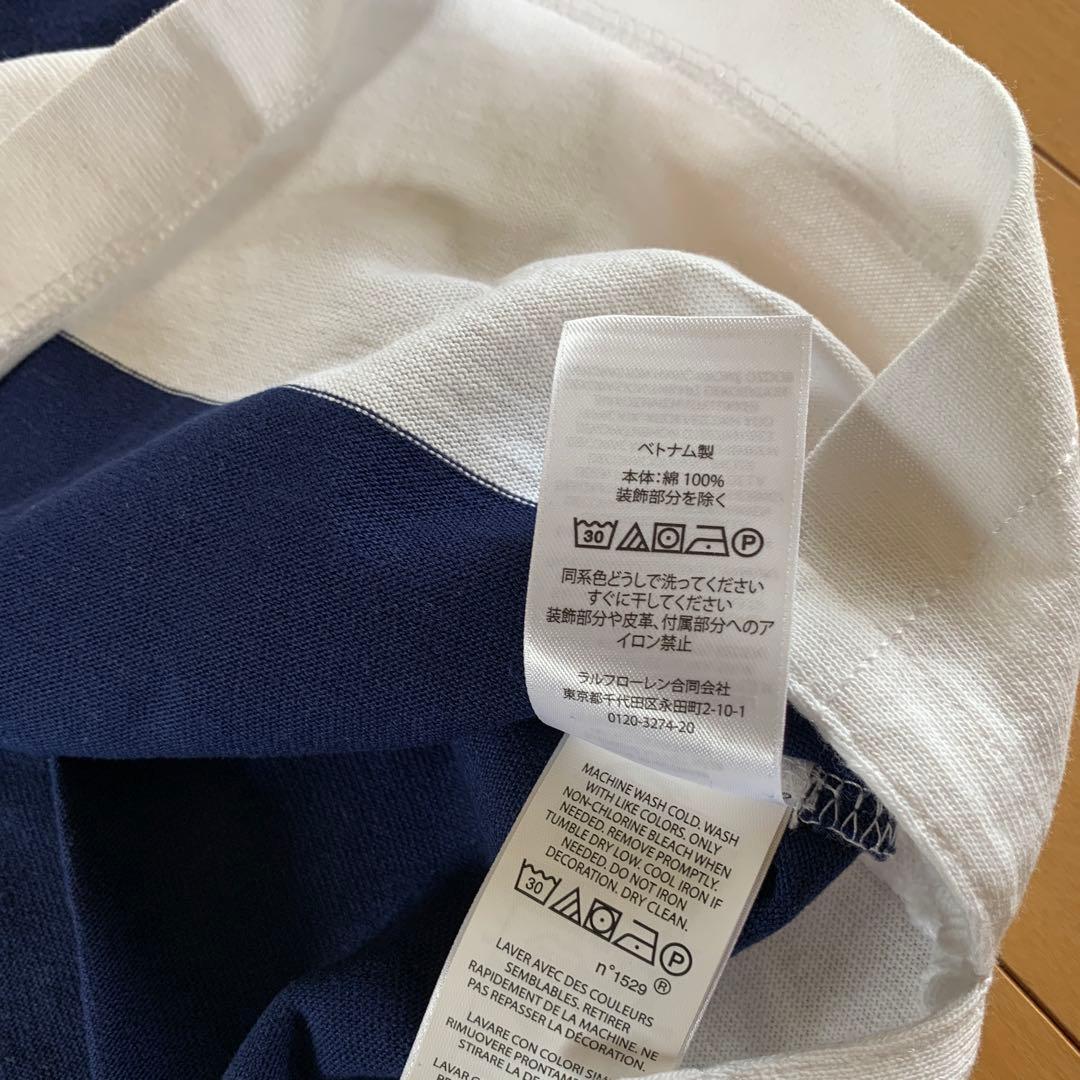 ベトナム製
本体：綿 100%
装飾部分を除く
30 P
同系色どうしで洗ってください
すぐに干してください
装飾部分や皮革、付属部分へのア
イロン禁止
ラルフローレン合同会社
東京都千代田区永田町2-10-1
0120-3274-20
MACHINE WASH COLD. WASH
WITH LIKE COLORS. ONLY
NON-CHLORINE BLEACH WHEN
NEEDED. REMOVE PROMPTLY.
TUMBLE DRY LOW. COOL IRON IF
NEEDED. DO NOT IRON
DECORATION. DRY CLEAN.
30 P
n°1529 ®
LAVER AVEC DES COULEURS
SEMBLABLES. RETIRER
RAPIDEMENT DE LA MACHINE. NE
PAS REPASSER LA DÉCORATION.
LAVARE CON COLORI
RIMUOVERE
STIRARE LA
LAVAR